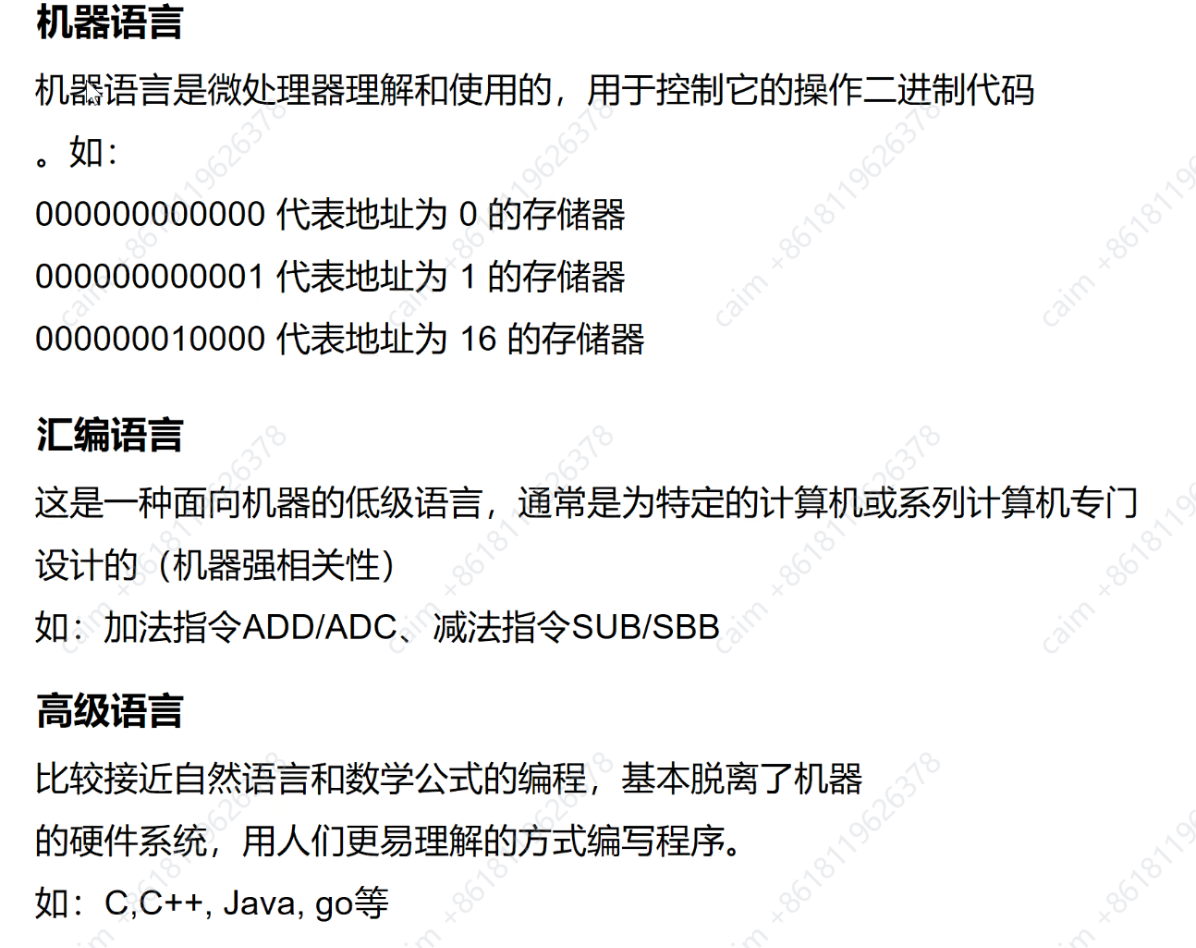 机器语言
机器语言是微处理器理解和使用的，用于控制它的操作二进制代码
。如：
000000000000 代表地址为 0 的存储器
000000000001 代表地址为 1 的存储器
000000010000 代表地址为 16 的存储器
汇编语言
这是一种面向机器的低级语言，通常是为特定的计算机或系列计算机专门
设计的（机器强相关性）
如：加法指令ADD/ADC、减法指令SUB/SBB
高级语言
比较接近自然语言和数学公式的编程，基本脱离了机器
的硬件系统，用人们更易理解的方式编写程序。
如：C,C++, Java, go等
caim +8618119626378